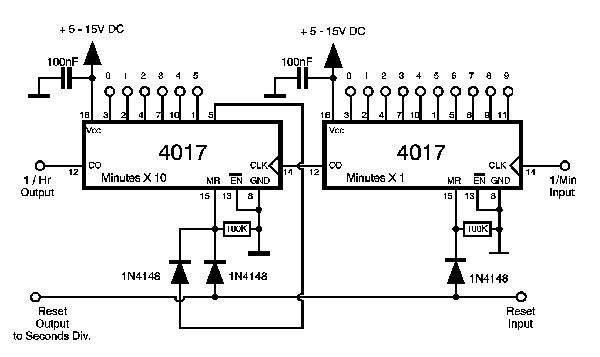 + 5 - 15V DC
+ 5 - 15V DC
100nF
100nF
0 1 2 3 4 5
0 1 2 3 4 5 6 7 8 9
16 3 2 4 7 10 1 5
16 3 2 4 7 10 1 5 6 9 11
Vcc
Vcc
4017
4017
CO
CLK
CO
CLK
12
14
12
14
1 / Hr
Output
Minutes X 10
MR
EN
GND
Minutes X 1
MR
EN
GND
1/Min
Input
15 13 8
15 13 8
100K
100K
1N4148
1N4148
1N4148
Reset
Output
to Seconds Div.
Reset
Input